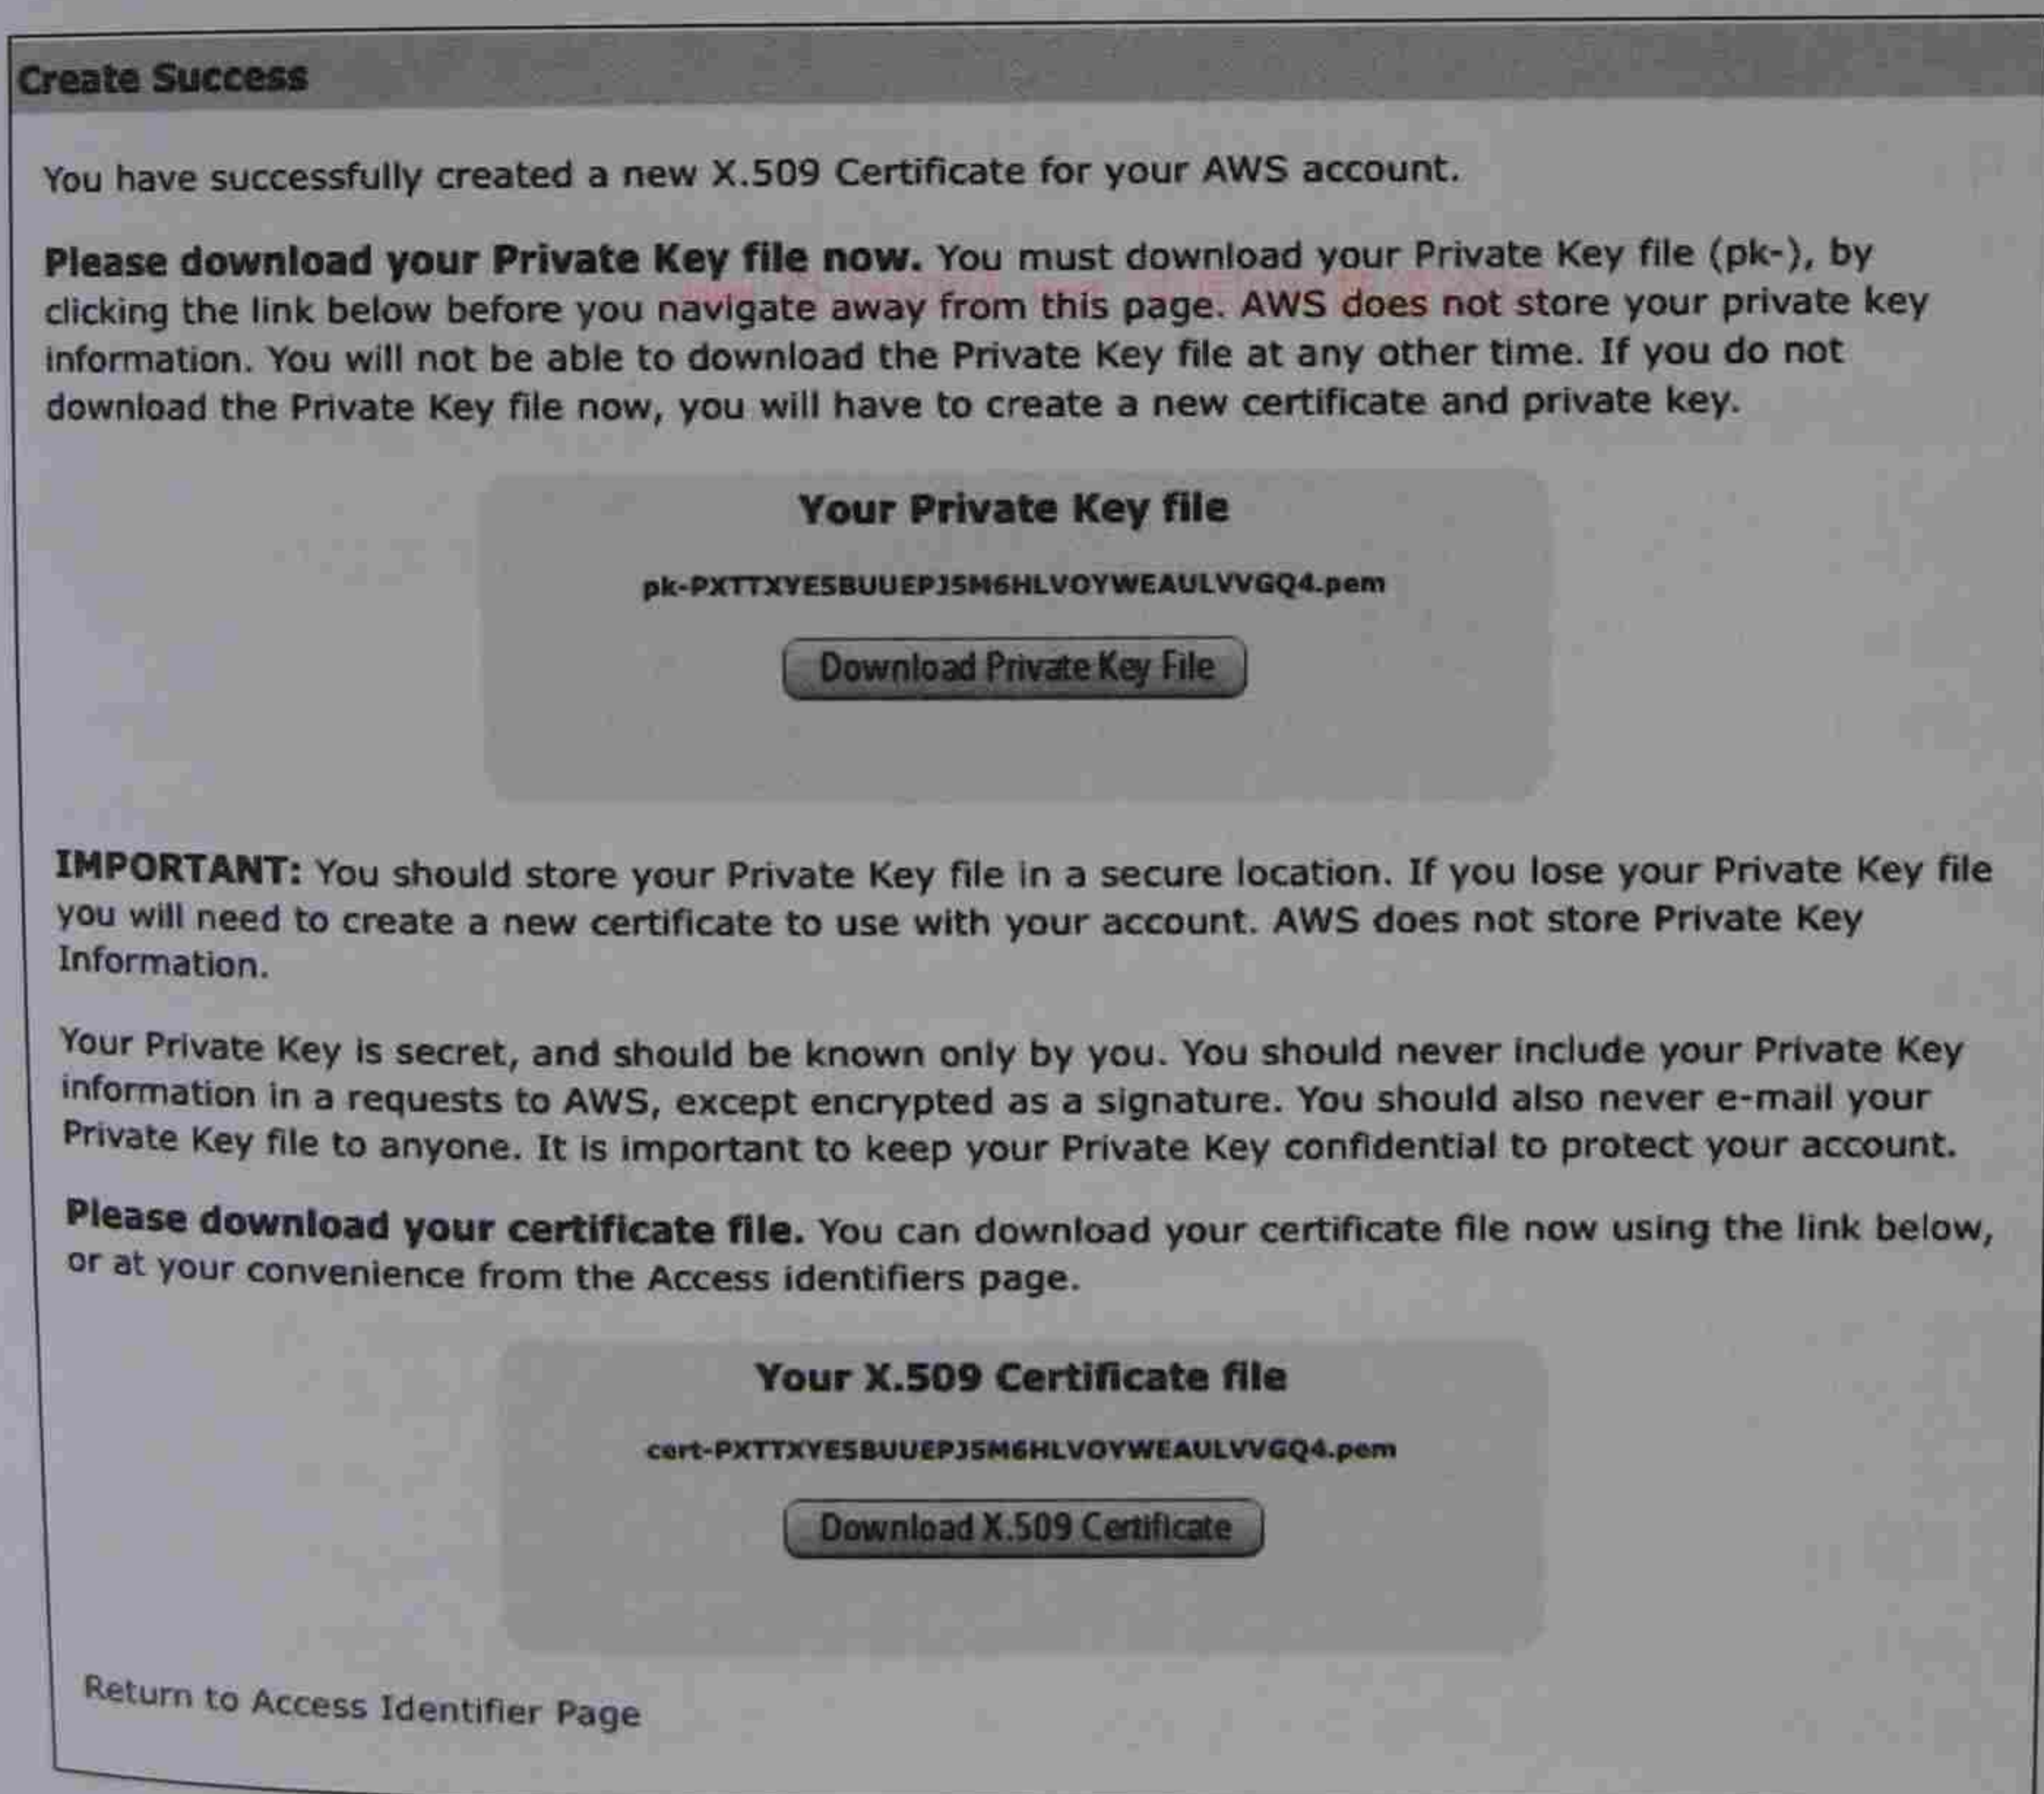 Create Success
You have successfully created a new X.509 Certificate for your AWS account.
Please download your Private Key file now. You must download your Private Key file (pk-), by
clicking the link below before you navigate away from this page. AWS does not store your private key
information. You will not be able to download the Private Key file at any other time. If you do not
download the Private Key file now, you will have to create a new certificate and private key.
Your Private Key file
pk-PXTTXYESBUUEPJ5M6HLVOYWEAULVVGQ4.pem
Download Private Key File
IMPORTANT: You should store your Private Key file in a secure location. If you lose your Private Key file
you will need to create a new certificate to use with your account. AWS does not store Private Key
Information.
Your Private Key is secret, and should be known only by you. You should never include your Private Key
information in a requests to AWS, except encrypted as a signature. You should also never e-mail your
Private Key file to anyone. It is important to keep your Private Key confidential to protect your account.
Please download your certificate file. You can download your certificate file now using the link below,
or at your convenience from the Access identifiers page.
Your X.509 Certificate file
cert-PXTTXYESBUUEPJ5M6HLVOYWEAULVVGQ4.pem
Download X.509 Certificate
Return to Access Identifier Page